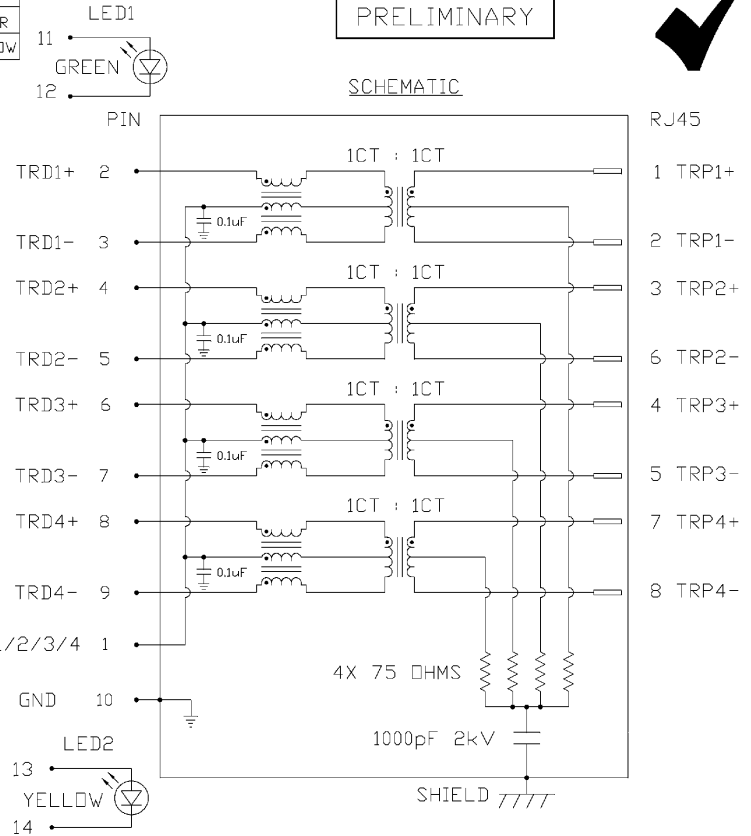 LED1
PRELIMINARY
R
11
GREEN
12
SCHEMATIC
PIN
RJ45
1CT : 1CT
TRD1+ 2
1 TRP1+
0.1uF
TRD1- 3
2 TRP1-
1CT : 1CT
TRD2+ 4
3 TRP2+
0.1uF
TRD2- 5
6 TRP2-
1CT : 1CT
TRD3+ 6
4 TRP3+
0.1uF
TRD3- 7
5 TRP3-
1CT : 1CT
TRD4+ 8
7 TRP4+
0.1uF
TRD4- 9
8 TRP4-
/2/3/4 1
4X 75 OHMS
GND 10
LED2
1000pF 2kV
13
YELLOW
SHIELD
14